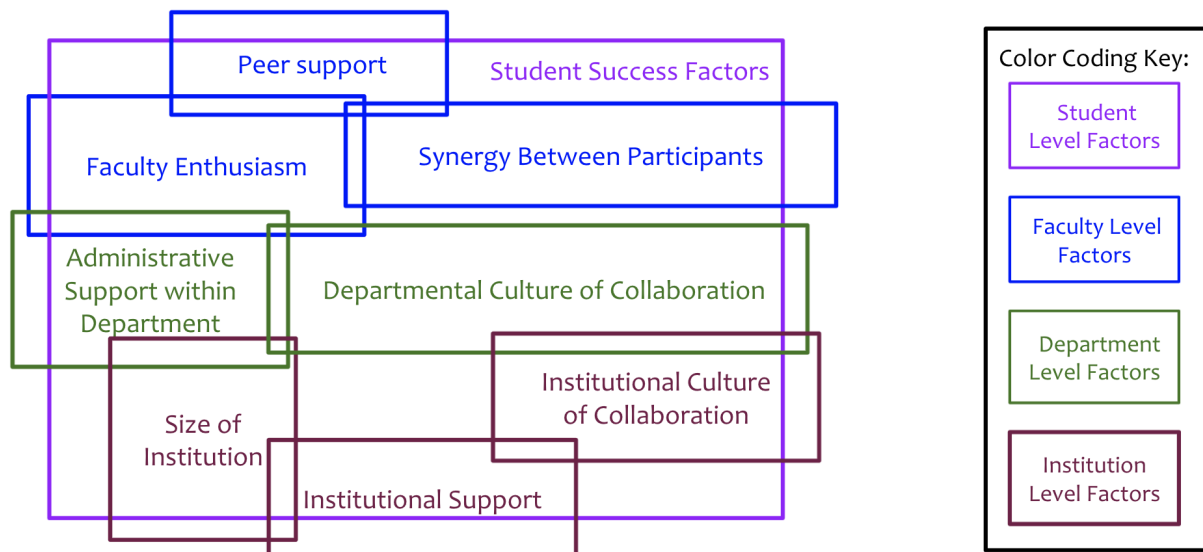 Peer support
Student Success Factors
Faculty Enthusiasm
Synergy Between Participants
Administrative
Support within
Department
Departmental Culture of Collaboration
Institutional Culture
of Collaboration
Size of
Institution
Institutional Support
Color Coding Key:
Student
Level Factors
Faculty Level
Factors
Department
Level Factors
Institution
Level Factors